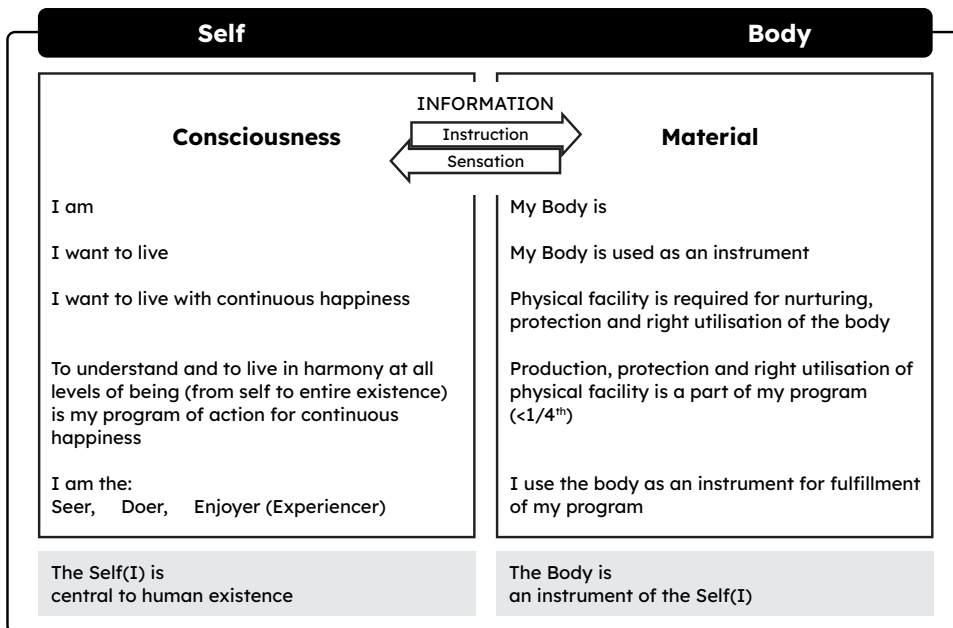 Self
Body
INFORMATION
Instruction
Sensation
Consciousness
Material
I am
I want to live
I want to live with continuous happiness
To understand and to live in harmony at all
levels of being (from self to entire existence)
is my program of action for continuous
happiness
I am the:
Seer, Doer, Enjoyer (Experiencer)
My Body is
My Body is used as an instrument
Physical facility is required for nurturing,
protection and right utilisation of the body
Production, protection and right utilisation of
physical facility is a part of my program
(<1/4th)
I use the body as an instrument for fulfillment
of my program
The Self(I) is
central to human existence
The Body is
an instrument of the Self(I)